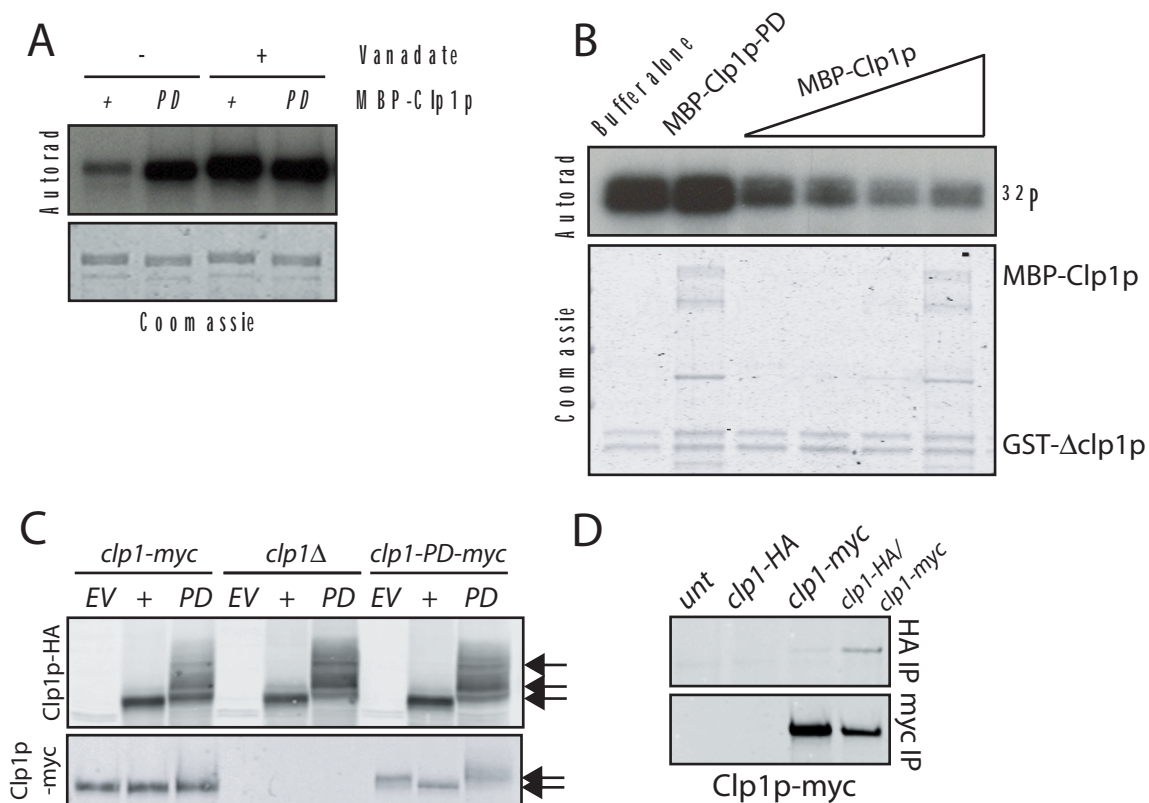 A
- + Vanadate
+ PD + PD MBP-Clp1p
Autorad
Coomassie
B
Buffer alone
MBP-Clp1p-PD
MBP-Clp1p
Autorad
32P
Coomassie
MBP-Clp1p
GST-Δclp1p
C
clp1-myc clp1Δ clp1-PD-myc
EV + PD EV + PD EV + PD
Clp1p-HA
Clp1p
-myc
D
unt
clp1-HA
clp1-myc
clp1-HA/
clp1-myc
HA IP
myc IP
Clp1p-myc